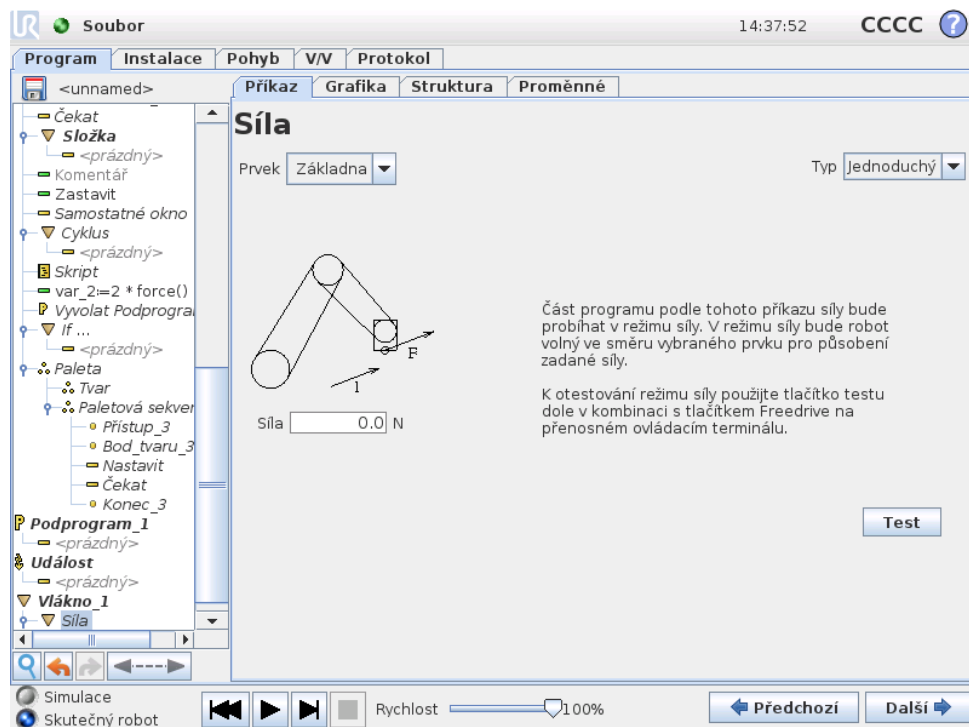 UR Soubor 14:37:52 CCCC ?
Program Instalace Pohyb V/V Protokol
<unnamed>
Příkaz Grafika Struktura Proměnné
Čekat
Složka
<prázdný>
Komentář
Zastavit
Samostatné okno
Cyklus
<prázdný>
Skript
var_2:=2 * force()
Vyvolat Podprogra
If ...
<prázdný>
Paleta
Tvar
Paletová sekver
Přístup_3
Bod_tvaru_3
Nastavit
Čekat
Konec_3
P Podprogram_1
<prázdný>
Událost
<prázdný>
Vlákno_1
Síla
Síla
Prvek Základna
Typ Jednoduchý
F
1
Síla 0.0 N
Část programu podle tohoto příkazu síly bude
probíhat v režimu síly. V režimu síly bude robot
volný ve směru vybraného prvku pro působení
zadané síly.
K otestování režimu síly použijte tlačítko testu
dole v kombinaci s tlačítkem Freedrive na
přenosném ovládacím terminálu.
Test
Simulace
Skutečný robot
Rychlost 100%
Předchozí Další